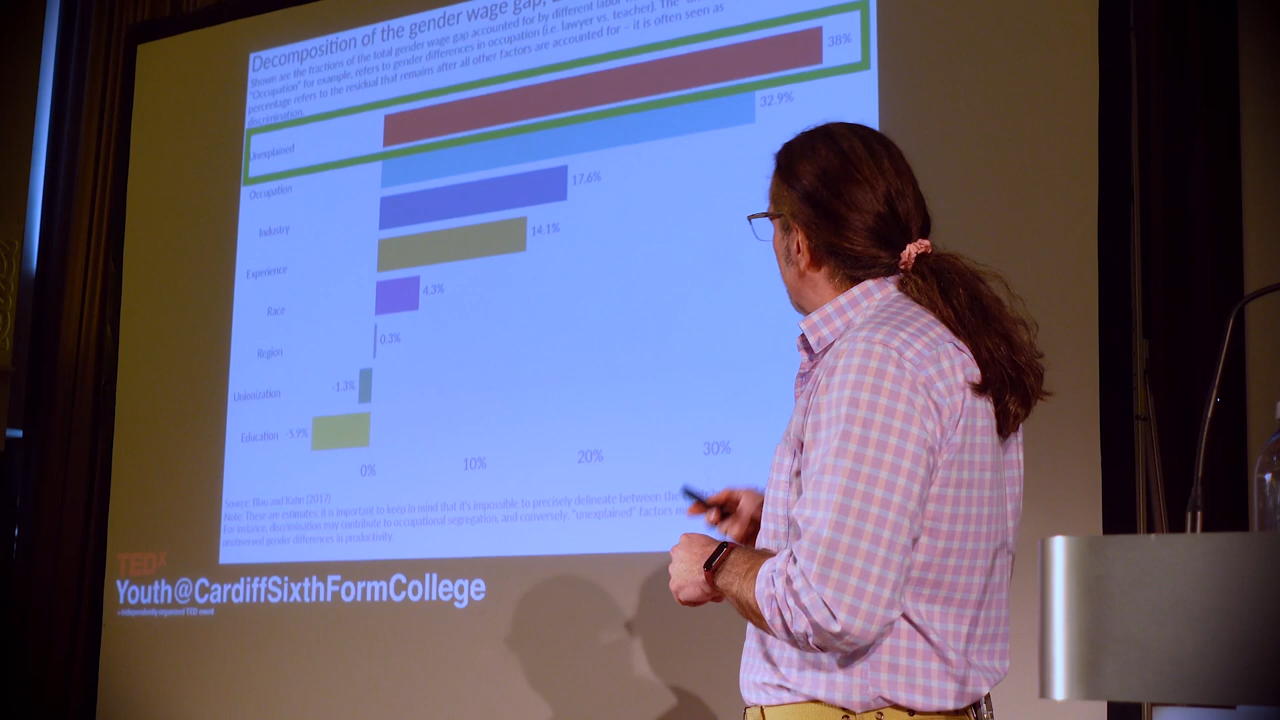 Decomposition of the gender wage gap,
Shown are the fractions of the total gender wage gap accounted for by different labor
"Occupation" for example, refers to gender differences in occupation (i.e. lawyer vs. teacher). The
percentage refers to the residual that remains after all other factors are accounted for – it is often seen as
discrimination.
Unexplained 38%
Occupation 32.9%
Industry 17.6%
Experience 14.1%
Race 4.3%
Region 0.3%
Unionization -1.3%
Education -5.9%
0% 10% 20% 30%
Source: Blau and Kahn (2017)
Note: These are estimates; it is important to keep in mind that it's impossible to precisely delineate between the
For instance, discrimination may contribute to occupational segregation, and conversely, "unexplained" factors
unobserved gender differences in productivity.
TEDx
Youth@CardiffSixthFormCollege
x=independently organized TED event